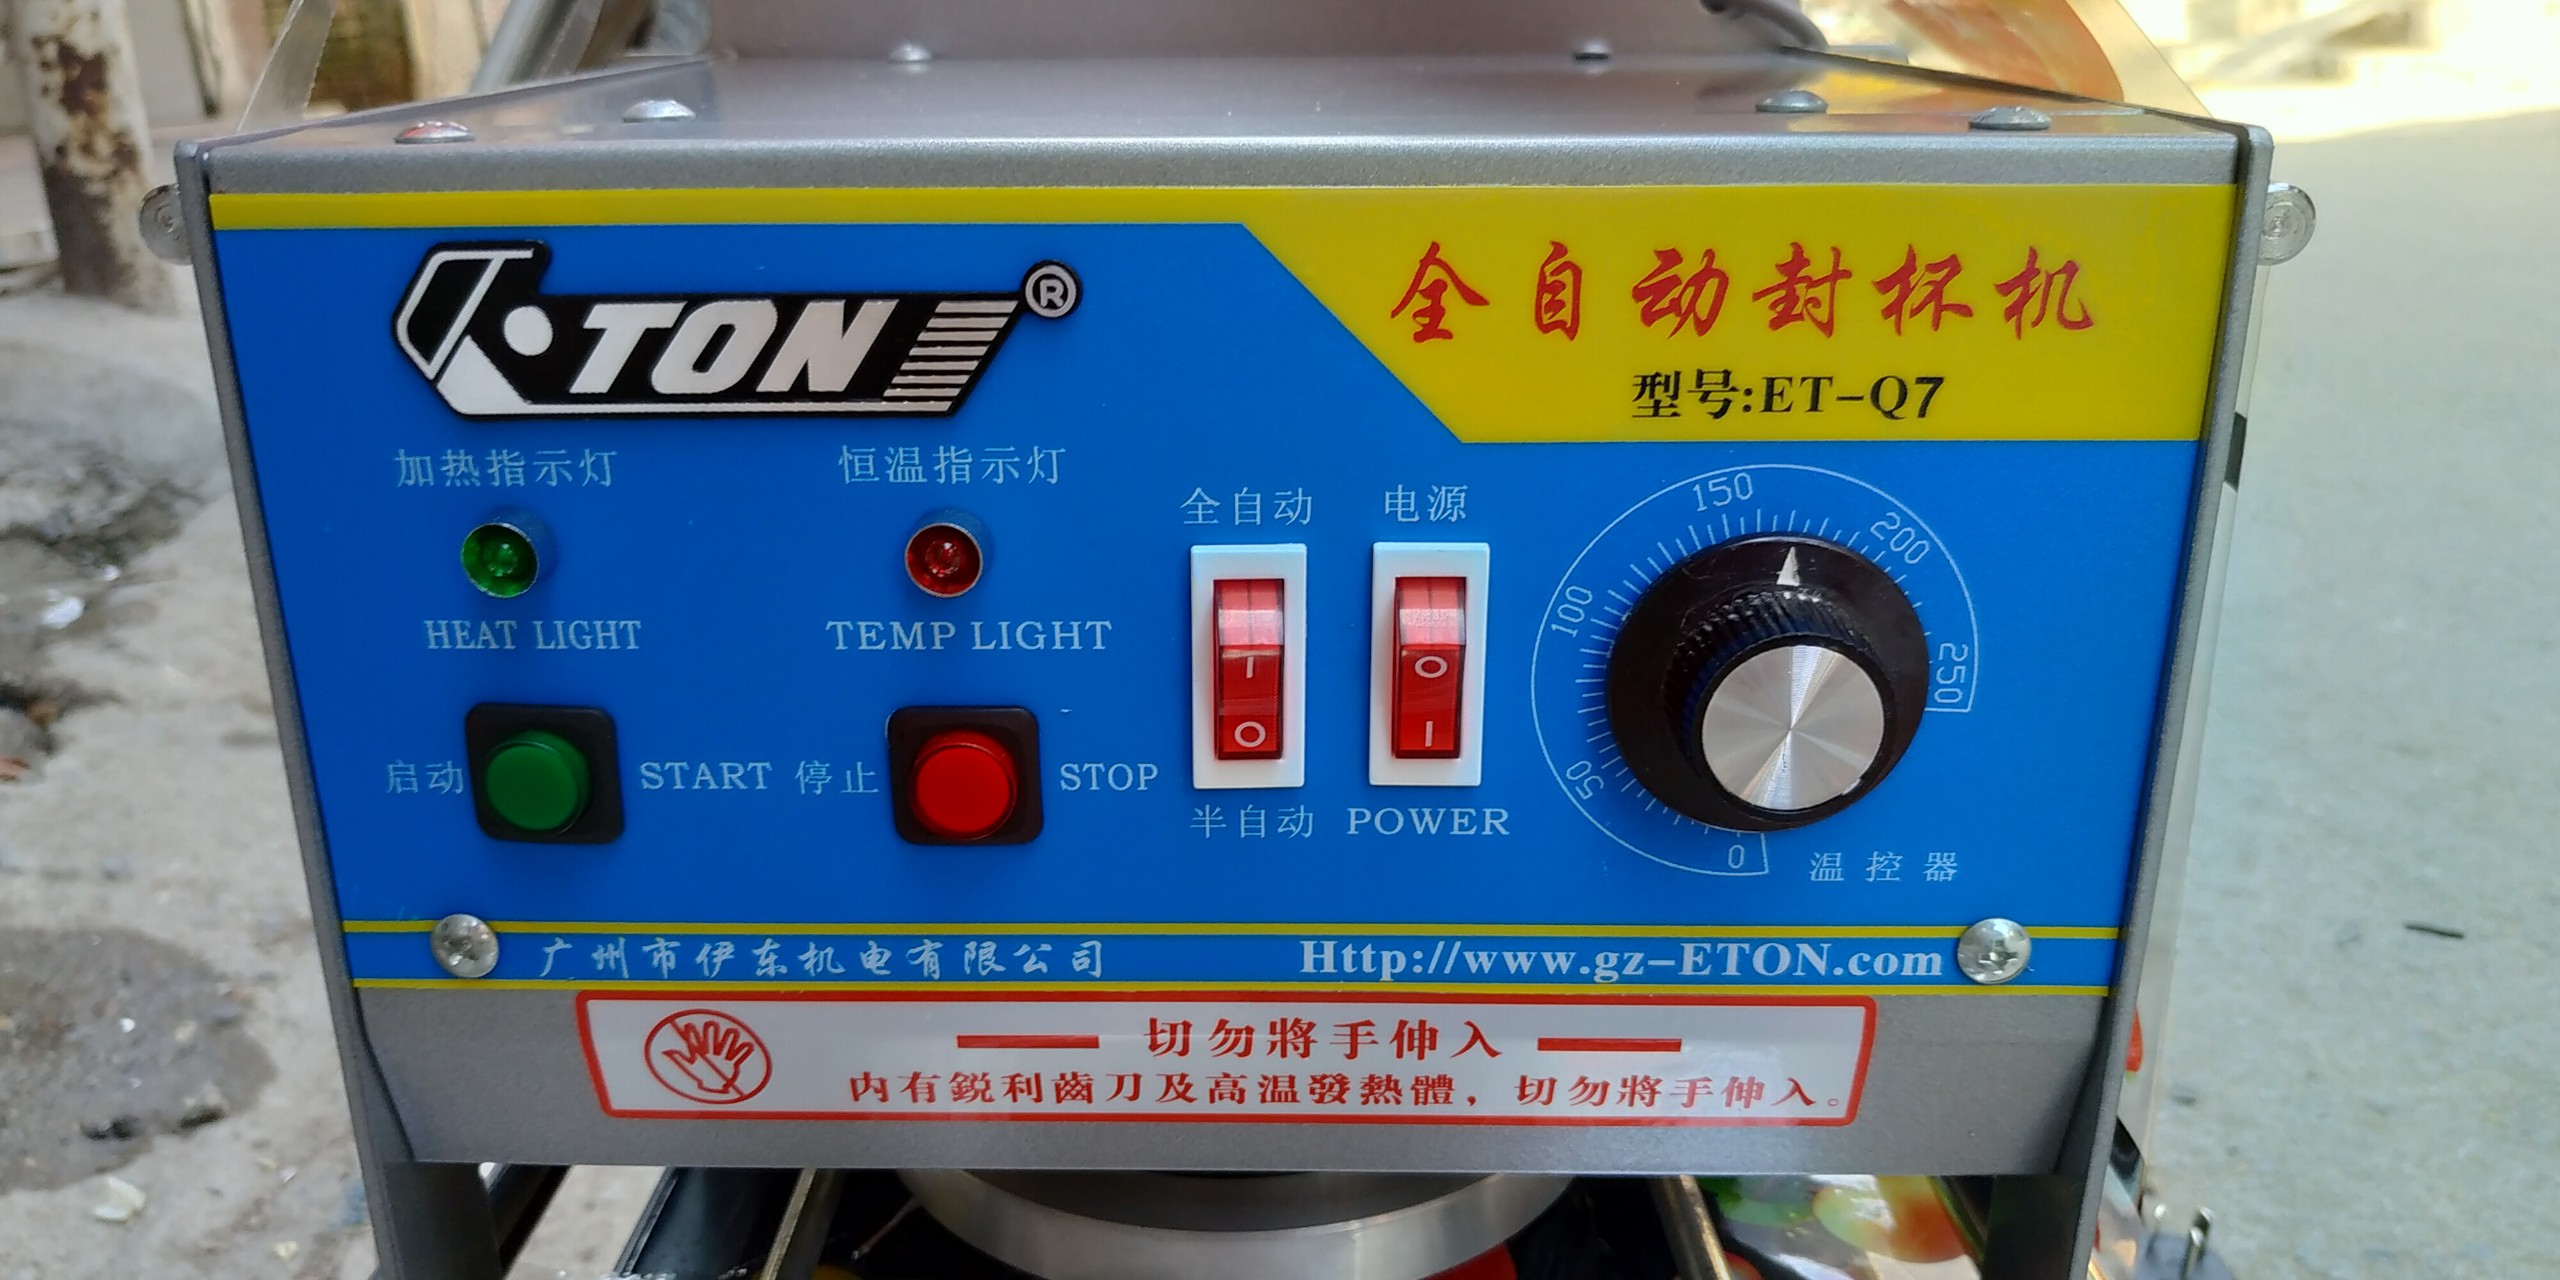 ETON®
全自动封杯机
型号:ET-Q7
加热指示灯
恒温指示灯
HEAT LIGHT
TEMP LIGHT
启动
START
停止
STOP
全自动
I
O
半自动
电源
O
I
POWER
0
50
100
150
200
250
温控器
广州市伊东机电有限公司
Http://www.gz-ETON.com
切勿將手伸入
内有鋭利齒刀及高温發熱體，切勿將手伸入。